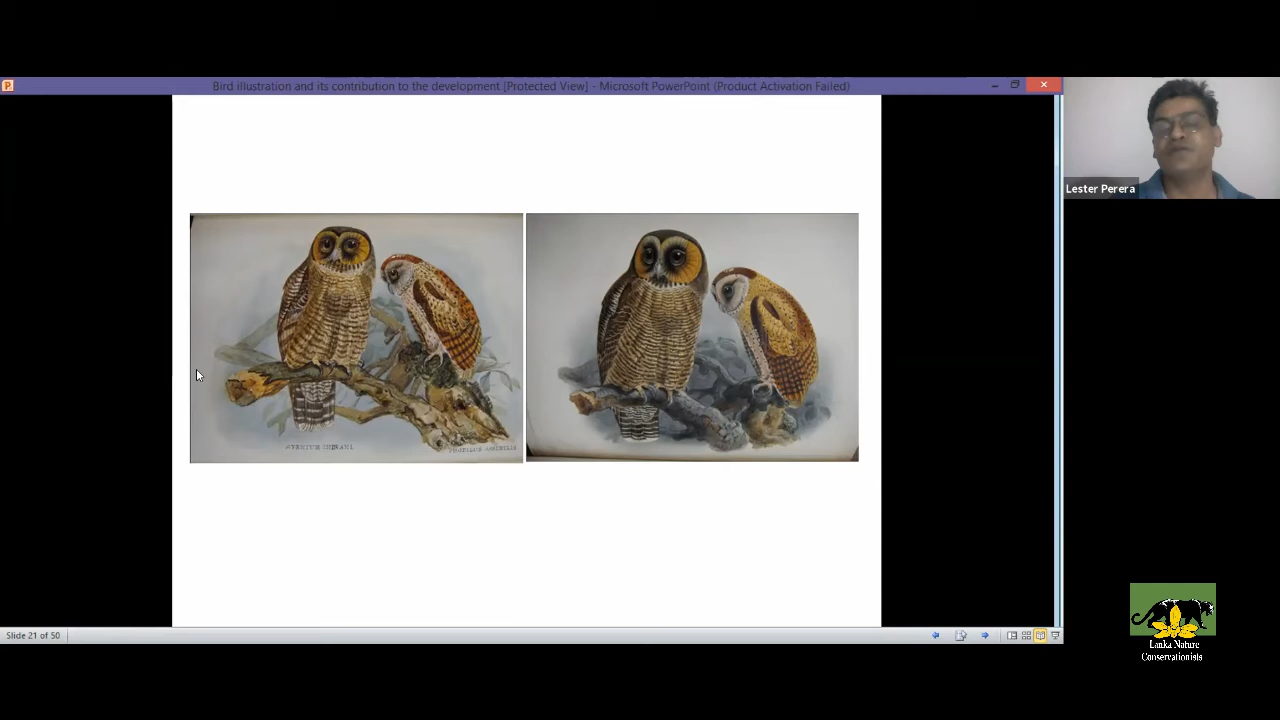 Bird illustration and its contribution to the development [Protected View] - Microsoft PowerPoint (Product Activation Failed)
Lester Perera
Slide 21 of 50
Lanka Nature
Conservationists